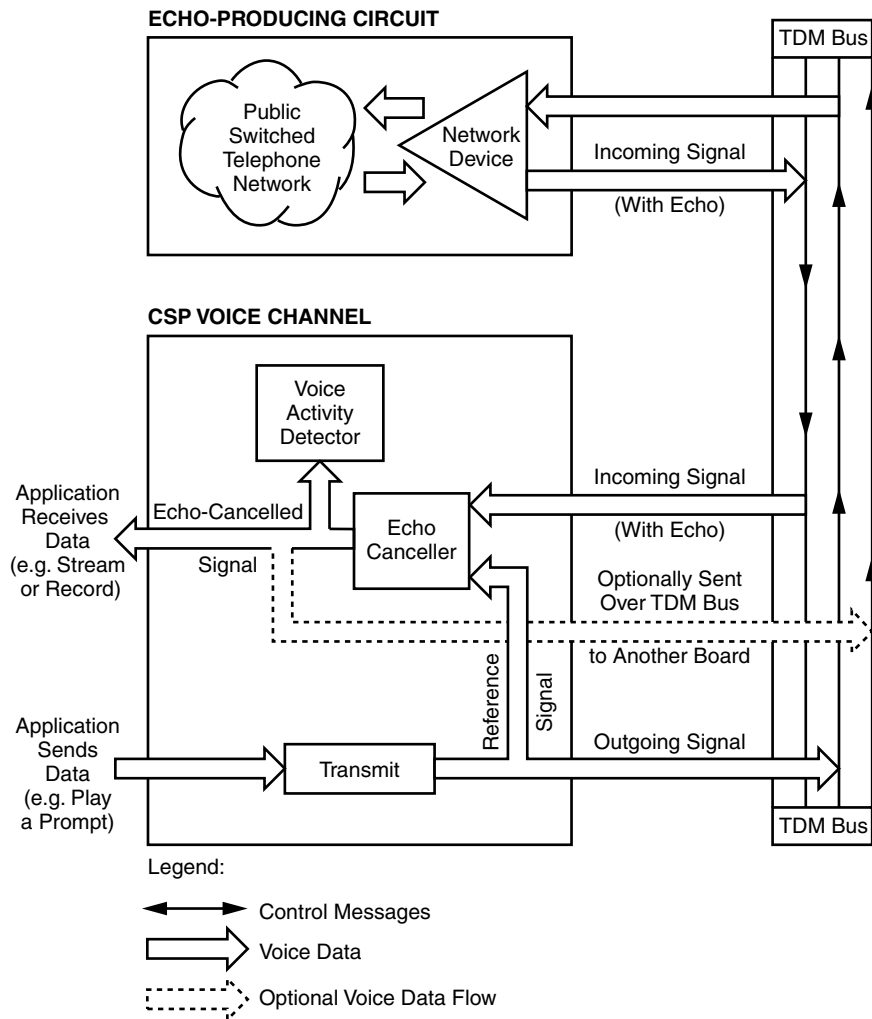 ECHO-PRODUCING CIRCUIT
TDM Bus
Public
Switched
Telephone
Network
Network
Device
Incoming Signal
(With Echo)
CSP VOICE CHANNEL
Voice
Activity
Detector
Application
Receives
Data
(e.g. Stream
or Record)
Echo-Cancelled
Signal
Echo
Canceller
Incoming Signal
(With Echo)
Optionally Sent
Over TDM Bus
to Another Board
Reference
Signal
Application
Sends
Data
(e.g. Play
a Prompt)
Transmit
Outgoing Signal
TDM Bus
Legend:
Control Messages
Voice Data
Optional Voice Data Flow